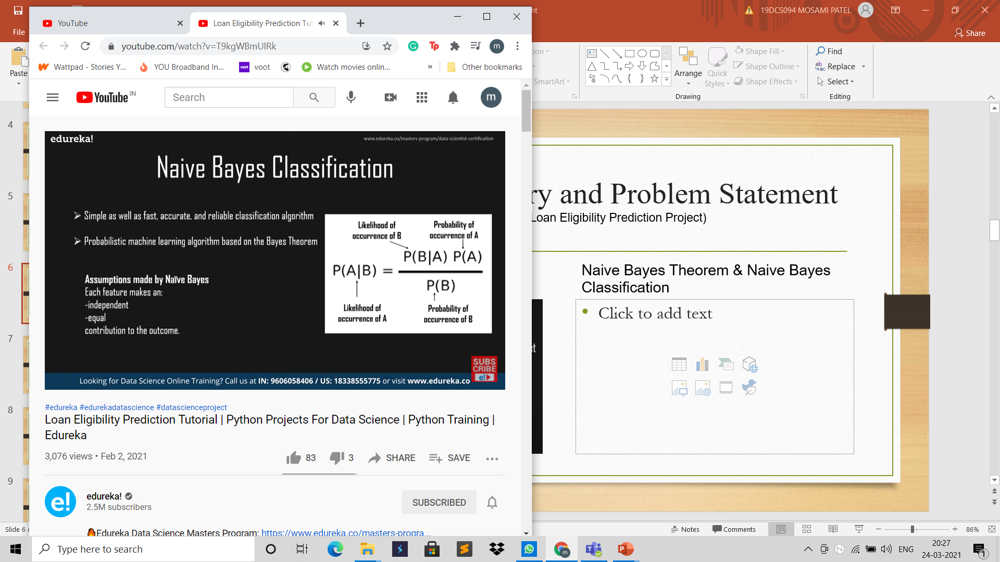 YouTube
Loan Eligibility Prediction Tut
youtube.com/watch?v=T9kgWBmUlRk
Wattpad - Stories Y...
YOU Broadband In...
voot
voot
Watch movies onlin...
»
Other bookmarks
YouTube IN
Search
m
edureka!
www.edureka.co/masters-program/data-scientist-certification
Naive Bayes Classification
Simple as well as fast, accurate, and reliable classification algorithm
Probabilistic machine learning algorithm based on the Bayes Theorem
Assumptions made by Naïve Bayes
Each feature makes an:
-independent
-equal
contribution to the outcome.
Likelihood of
occurrence of B
Probability of
occurrence of A
P(A|B) = P(B|A) P(A)
P(B)
Likelihood of
occurrence of A
Probability of
occurrence of B
SUBSCRIBE
e!
Looking for Data Science Online Training? Call us at IN: 9606058406 / US: 18338555775 or visit www.edureka.co
#edureka #edurekadatascience #datascienceproject
Loan Eligibility Prediction Tutorial | Python Projects For Data Science | Python Training |
Edureka
3,076 views • Feb 2, 2021
83
3
SHARE
SAVE
e!
edureka!
2.5M subscribers
SUBSCRIBED
Edureka Data Science Masters Program: https://www.edureka.co/masters-progra...
19DCS094 MOSAMI PATEL
File
Share
Paste
SmartArt
Arrange
Quick
Styles
Shape Fill
Shape Outline
Shape Effects
Drawing
Find
Replace
Select
Editing
4
5
6
7
8
9
ry and Problem Statement
Loan Eligibility Prediction Project)
Naive Bayes Theorem & Naive Bayes
Classification
Click to add text
Slide 6
Notes
Comments
86%
Type here to search
ENG
20:27
24-03-2021
1